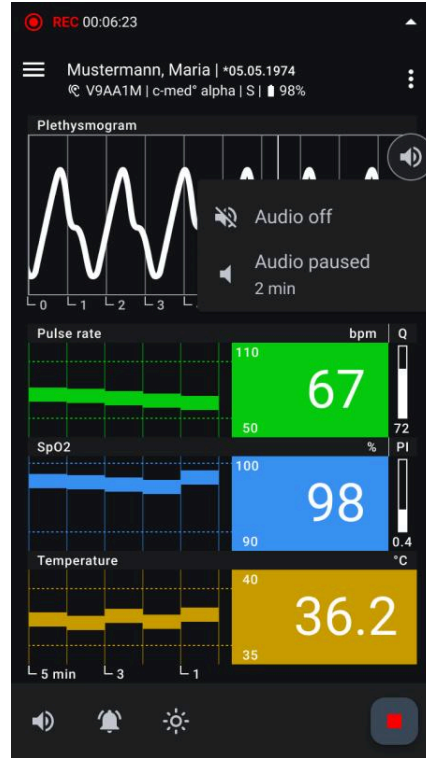 REC 00:06:23
Mustermann, Maria | *05.05.1974
V9AA1M | c-med° alpha | S | 98%
Plethysmogram
Audio off
Audio paused
2 min
0 1 2 3
Pulse rate bpm Q
110
67
50 72
SpO2 % PI
100
98
90 0.4
Temperature °C
40
36.2
35
5 min 3 1